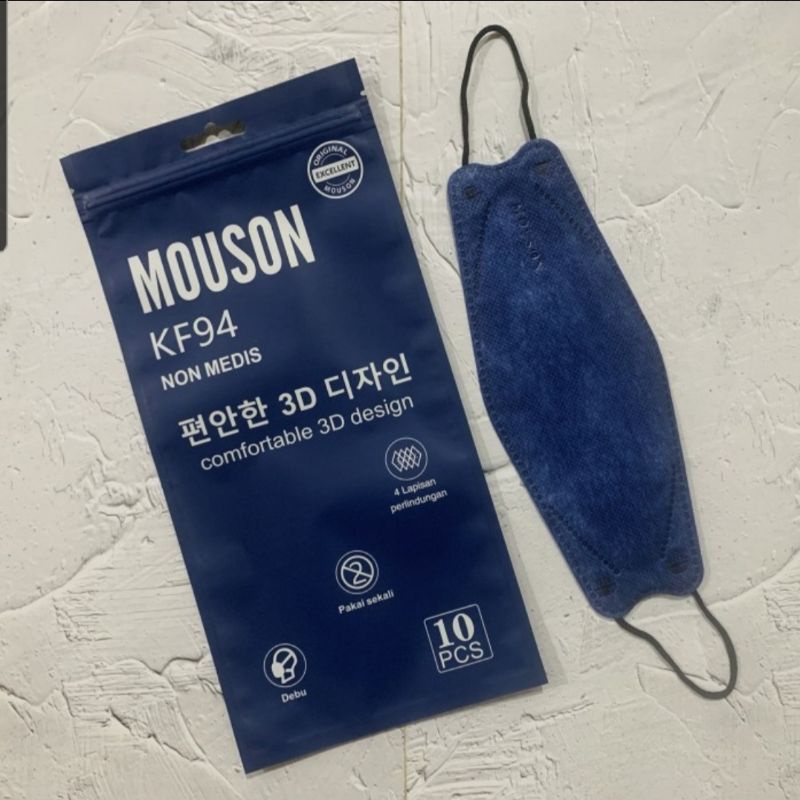 ORIGINAL
EXCELLENT
MOUSON
MOUSON
KF94
NON MEDIS
편안한 3D 디자인
comfortable 3D design
4 Lapisan
perlindungan
Pakai sekali
10
PCS
Debu
MOUSON